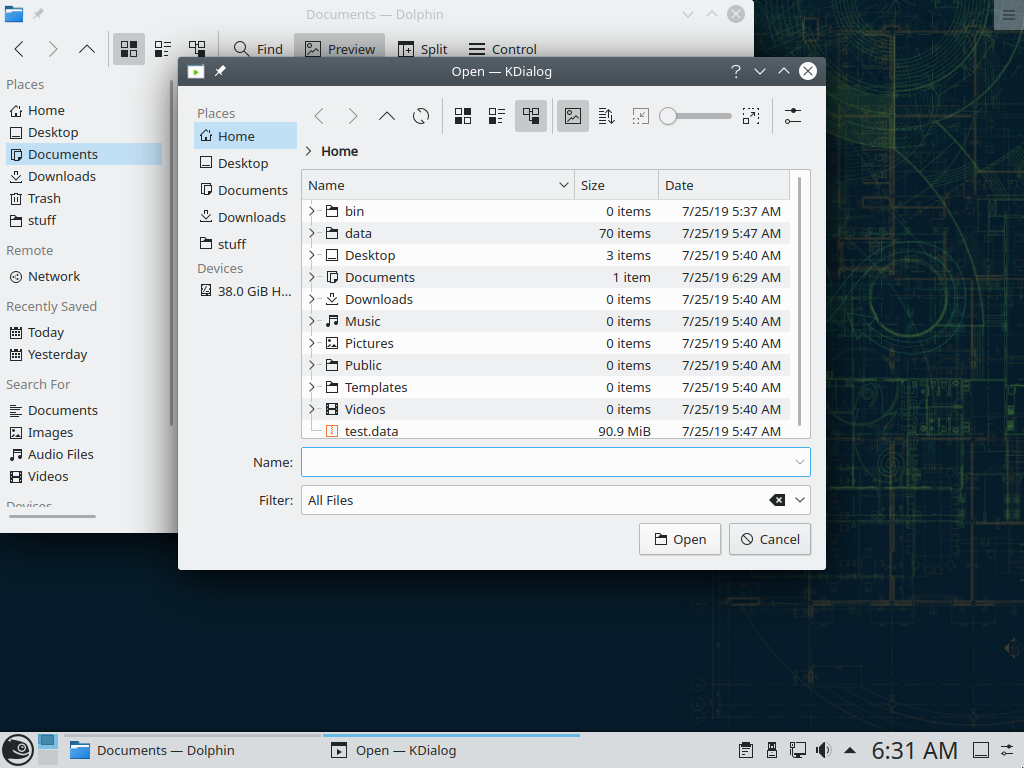 Documents — Dolphin
Find
Preview
Split
Control
Places
Home
Desktop
Documents
Downloads
Trash
stuff
Remote
Network
Recently Saved
Today
Yesterday
Search For
Documents
Images
Audio Files
Videos
Devices
Open — KDialog
Places
Home
Desktop
Documents
Downloads
stuff
Devices
38.0 GiB H...
Home
Name Size Date
bin 0 items 7/25/19 5:37 AM
data 70 items 7/25/19 5:47 AM
Desktop 3 items 7/25/19 5:40 AM
Documents 1 item 7/25/19 6:29 AM
Downloads 0 items 7/25/19 5:40 AM
Music 0 items 7/25/19 5:40 AM
Pictures 0 items 7/25/19 5:40 AM
Public 0 items 7/25/19 5:40 AM
Templates 0 items 7/25/19 5:40 AM
Videos 0 items 7/25/19 5:40 AM
test.data 90.9 MiB 7/25/19 5:47 AM
Name:
Filter: All Files
Open Cancel
Documents — Dolphin
Open — KDialog
6:31 AM